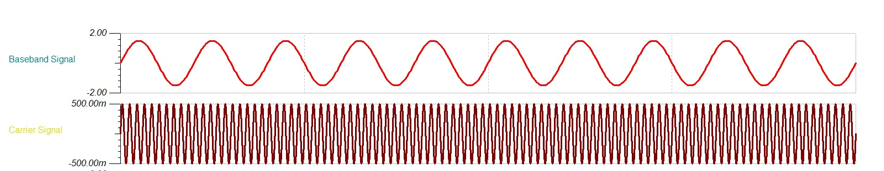 2.00
Baseband Signal
-2.00
500.00m
Carrier Signal
-500.00m